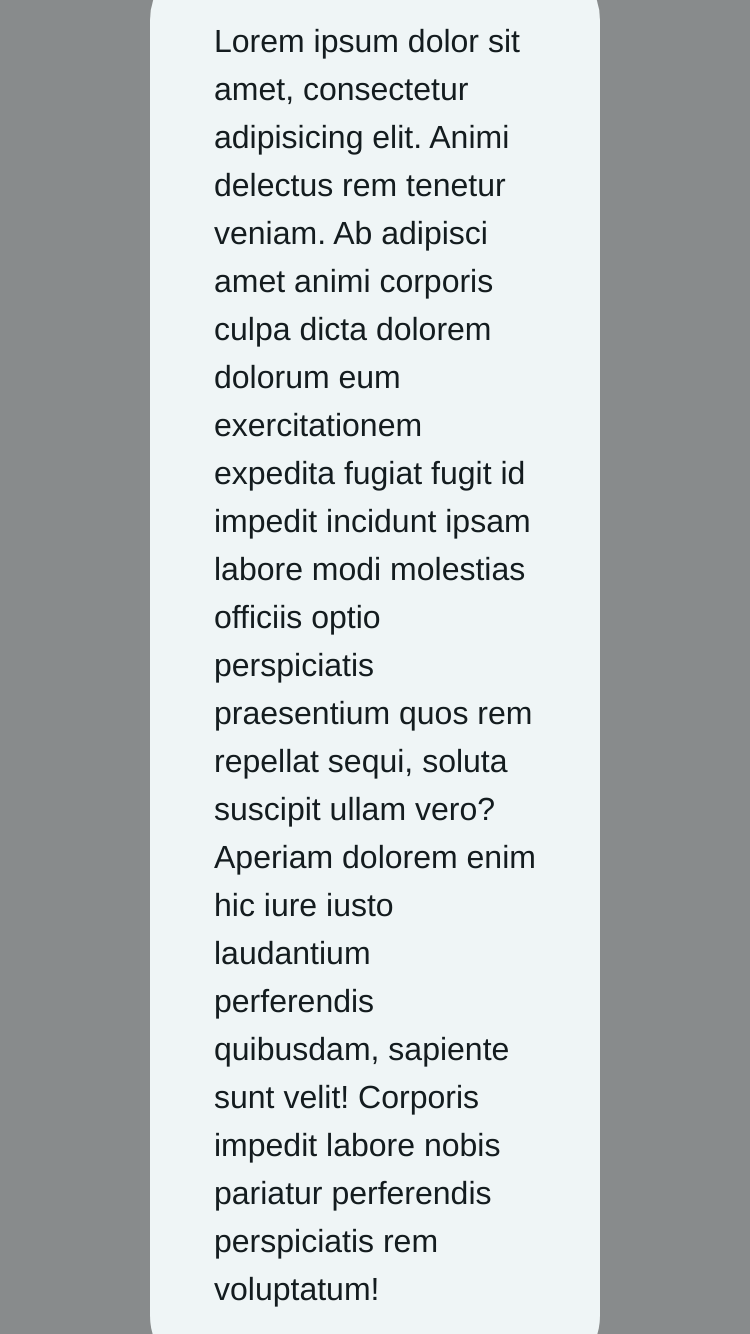 Lorem ipsum dolor sit
amet, consectetur
adipisicing elit. Animi
delectus rem tenetur
veniam. Ab adipisci
amet animi corporis
culpa dicta dolorem
dolorum eum
exercitationem
expedita fugiat fugit id
impedit incidunt ipsam
labore modi molestias
officiis optio
perspiciatis
praesentium quos rem
repellat sequi, soluta
suscipit ullam vero?
Aperiam dolorem enim
hic iure iusto
laudantium
perferendis
quibusdam, sapiente
sunt velit! Corporis
impedit labore nobis
pariatur perferendis
perspiciatis rem
voluptatum!